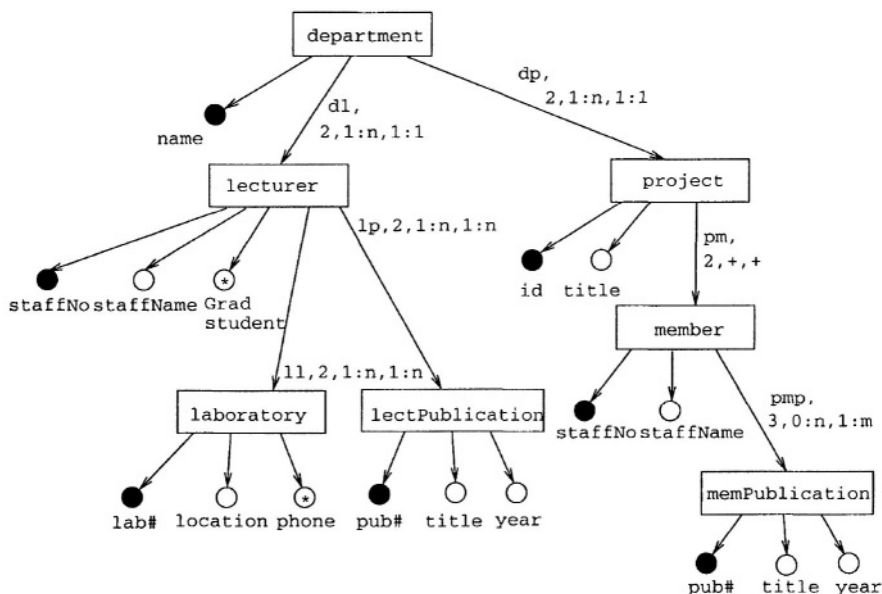 department
dp,
2,1:n,1:1
name
dl,
2,1:n,1:1
lecturer
project
lp,2,1:n,1:n
pm,
2,+,+
*
staffNo staffName Grad
student
id title
member
ll,2,1:n,1:n
laboratory
lectPublication
pmp,
3,0:n,1:m
staffNo staffName
*
lab# location phone
pub# title year
memPublication
pub# title year